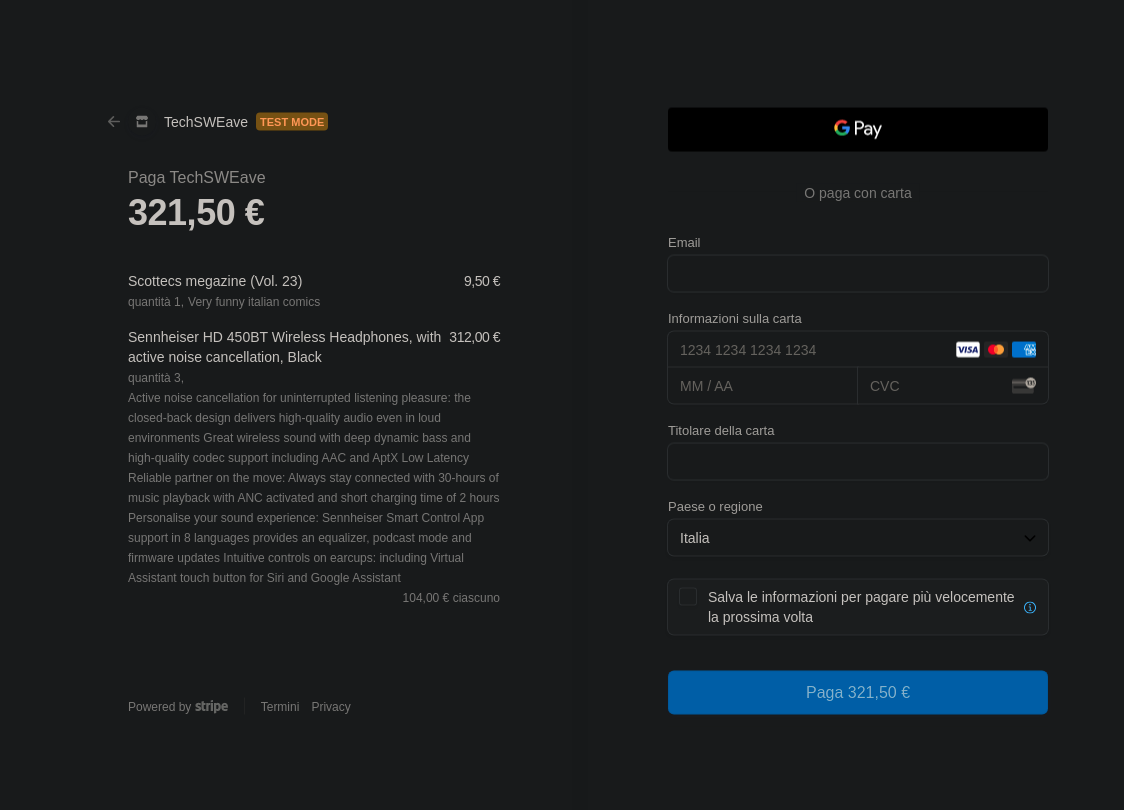 TechSWEave TEST MODE
Paga TechSWEave
321,50 €
Scottecs megazine (Vol. 23) 9,50 €
quantità 1, Very funny italian comics
Sennheiser HD 450BT Wireless Headphones, with 312,00 €
active noise cancellation, Black
quantità 3,
Active noise cancellation for uninterrupted listening pleasure: the
closed-back design delivers high-quality audio even in loud
environments Great wireless sound with deep dynamic bass and
high-quality codec support including AAC and AptX Low Latency
Reliable partner on the move: Always stay connected with 30-hours of
music playback with ANC activated and short charging time of 2 hours
Personalise your sound experience: Sennheiser Smart Control App
support in 8 languages provides an equalizer, podcast mode and
firmware updates Intuitive controls on earcups: including Virtual
Assistant touch button for Siri and Google Assistant
104,00 € ciascuno
Powered by stripe Termini Privacy
G Pay
O paga con carta
Email
Informazioni sulla carta
1234 1234 1234 1234 VISA
MM / AA CVC
Titolare della carta
Paese o regione
Italia
Salva le informazioni per pagare più velocemente
la prossima volta
Paga 321,50 €